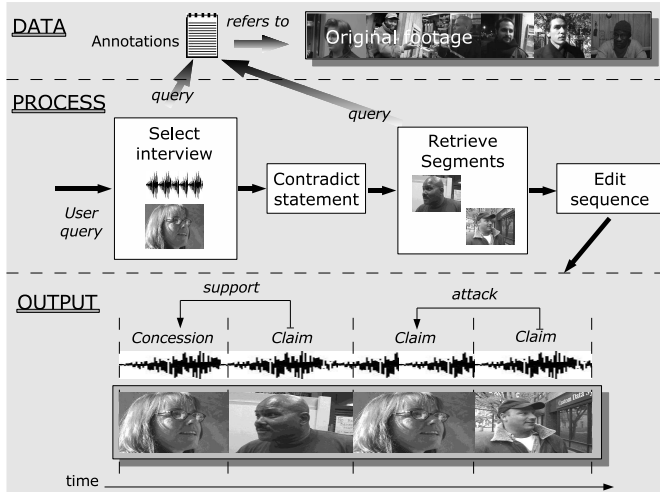 DATA
refers to
Annotations
Original footage
PROCESS
query
query
Select
interview
Retrieve
Segments
Contradict
statement
Edit
sequence
User
query
OUTPUT
support
attack
Concession
Claim
Claim
Claim
time